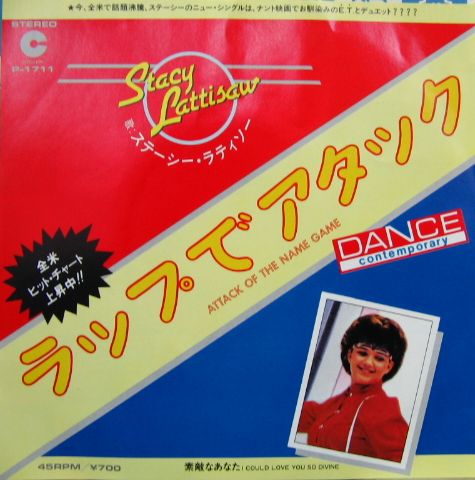 ★今、全米で話題沸騰、ステーシーのニュー・シングルは、ナント映画でお馴染みのE.T.とデュエット????
STEREO
P-1711
Stacy
Lattisaw
歌:ステーシー・ラティソー
ラップでアタック
ATTACK OF THE NAME GAME
DANCE
contemporary
全米
ヒット・チャート
上昇中!!
45RPM/¥700
素敵なあなた:COULD LOVE YOU SO DIVINE